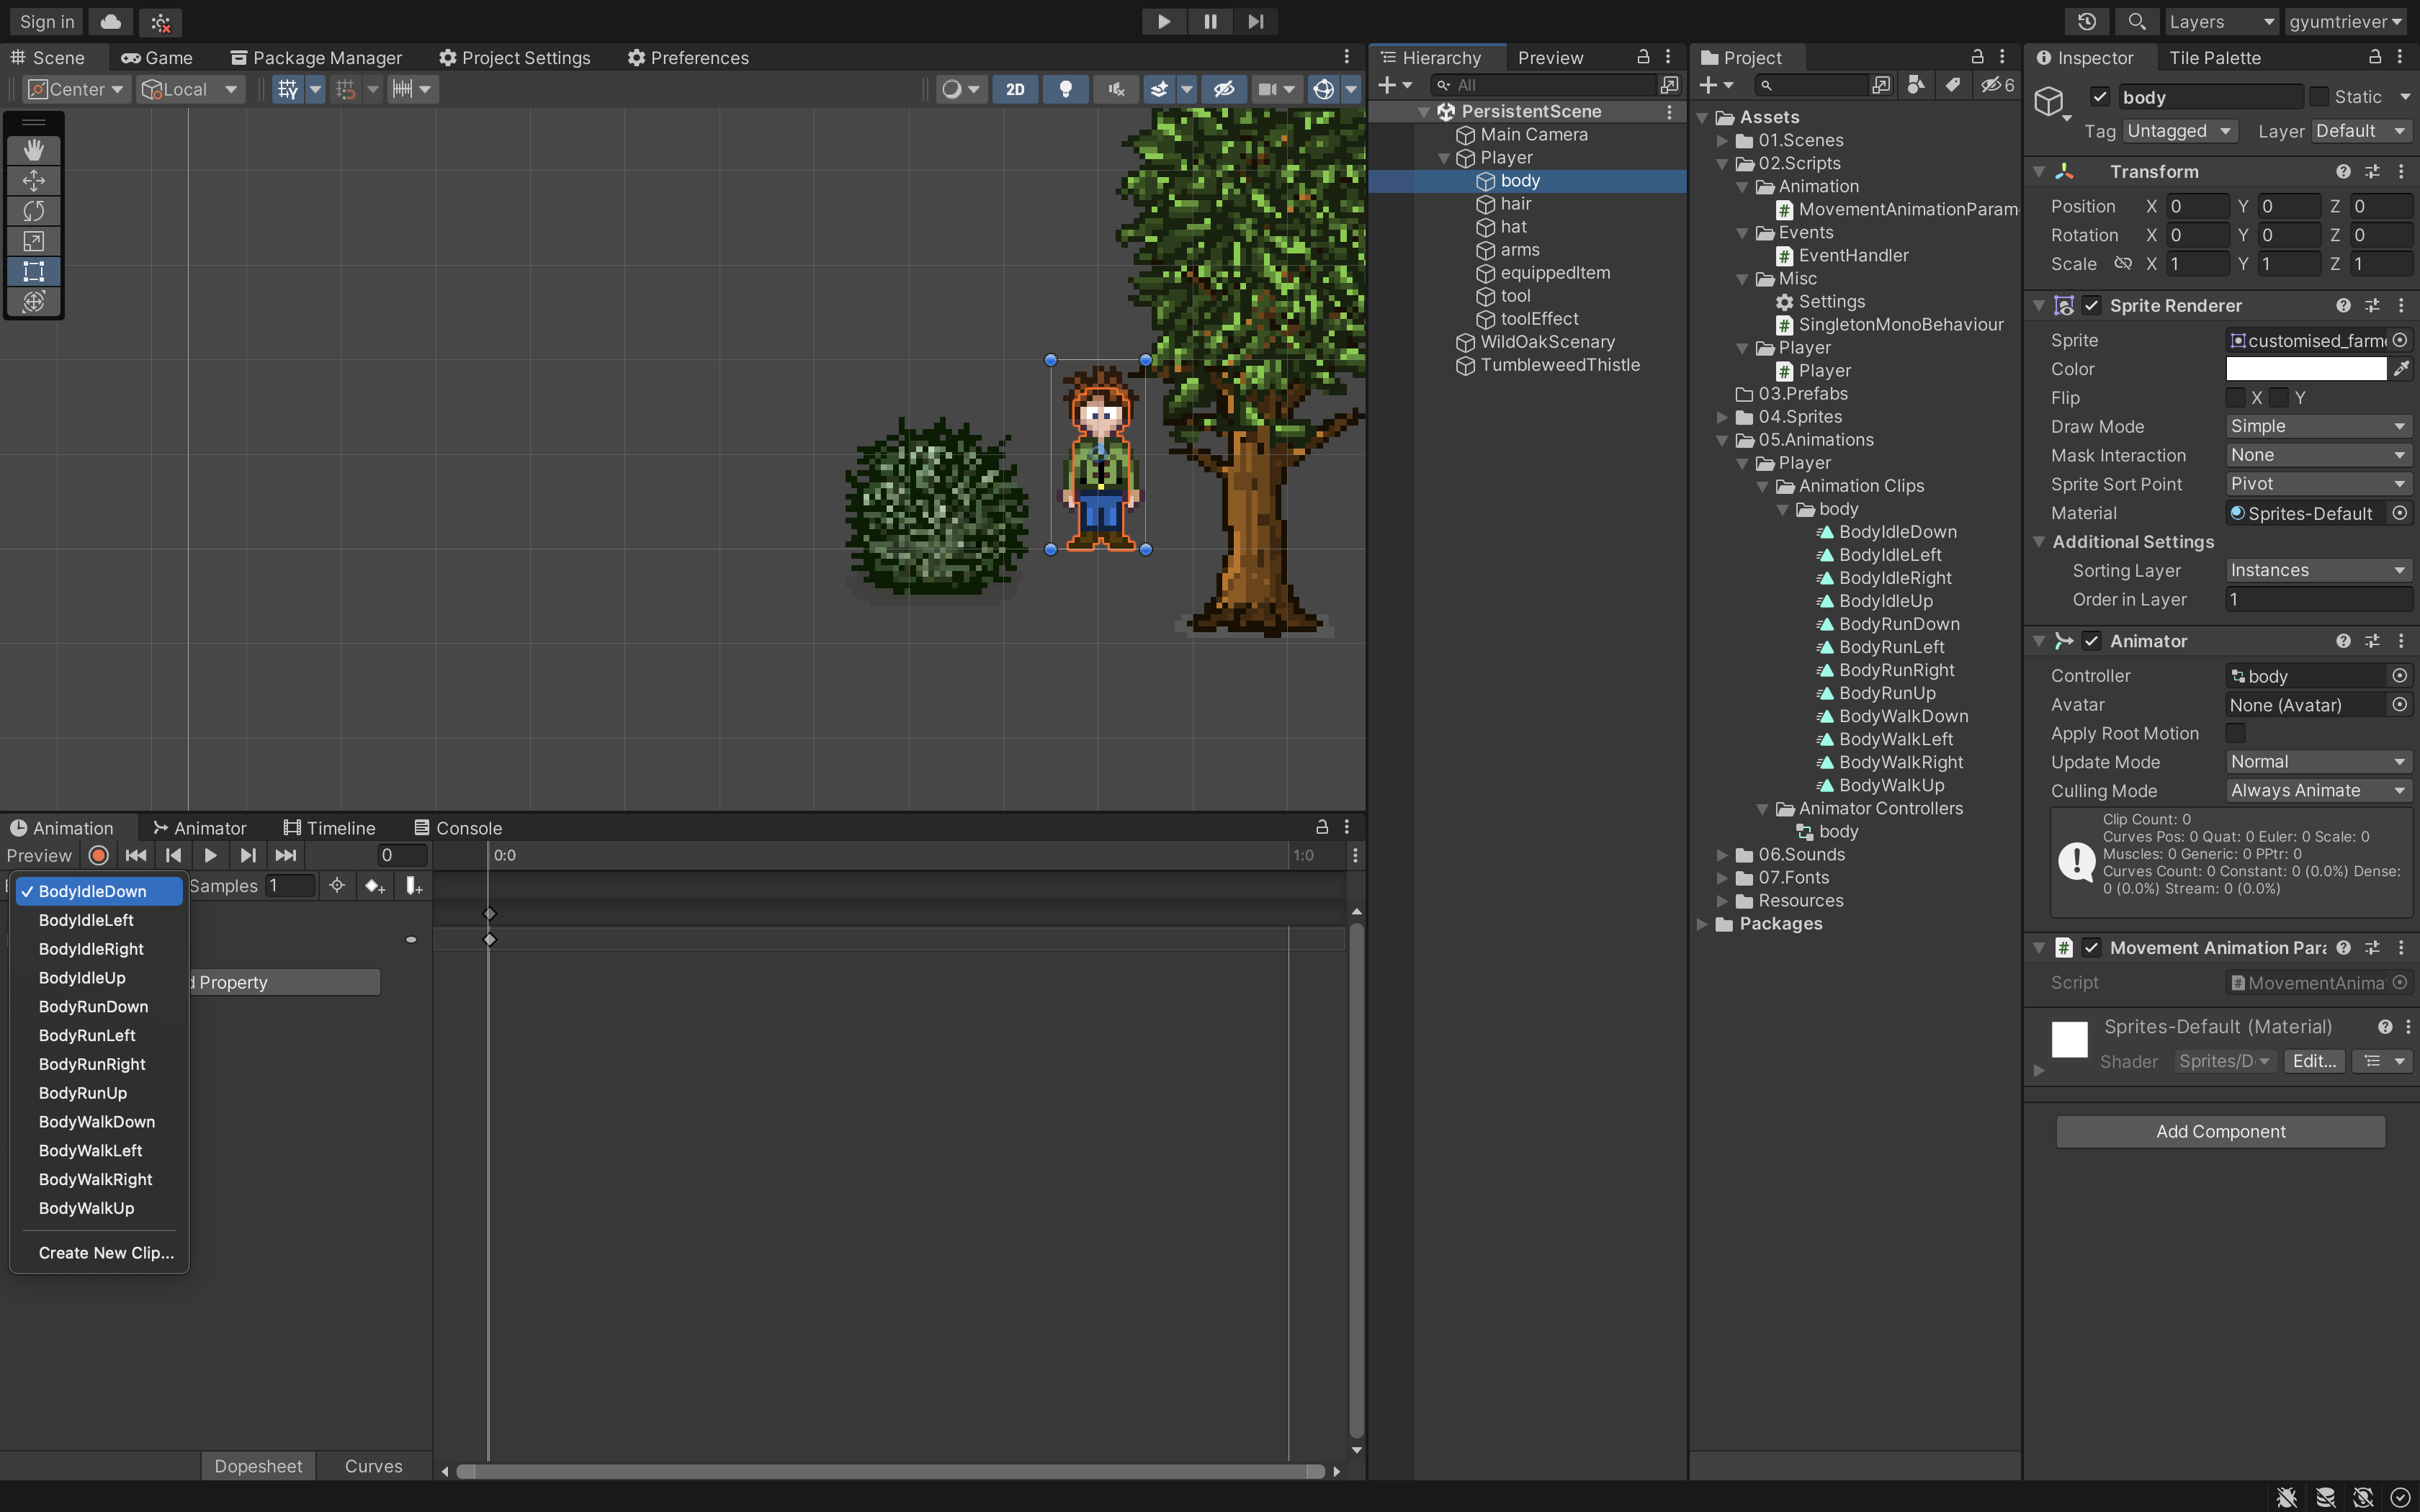 Sign in
Layers
gyumtriever
Scene
Game
Package Manager
Project Settings
Preferences
Center
Local
2D
Hierarchy
Preview
All
PersistentScene
Main Camera
Player
body
hair
hat
arms
equippedItem
tool
toolEffect
WildOakScenary
TumbleweedThistle
Project
6
Assets
01.Scenes
02.Scripts
Animation
MovementAnimationParam
Events
EventHandler
Misc
Settings
SingletonMonoBehaviour
Player
Player
03.Prefabs
04.Sprites
05.Animations
Player
Animation Clips
body
BodyIdleDown
BodyIdleLeft
BodyIdleRight
BodyIdleUp
BodyRunDown
BodyRunLeft
BodyRunRight
BodyRunUp
BodyWalkDown
BodyWalkLeft
BodyWalkRight
BodyWalkUp
Animator Controllers
body
06.Sounds
07.Fonts
Resources
Packages
Inspector
Tile Palette
body
Static
Tag Untagged Layer Default
Transform
Position X 0 Y 0 Z 0
Rotation X 0 Y 0 Z 0
Scale X 1 Y 1 Z 1
Sprite Renderer
Sprite customised_farm
Color
Flip X Y
Draw Mode Simple
Mask Interaction None
Sprite Sort Point Pivot
Material Sprites-Default
Additional Settings
Sorting Layer Instances
Order in Layer 1
Animator
Controller body
Avatar None (Avatar)
Apply Root Motion
Update Mode Normal
Culling Mode Always Animate
Clip Count: 0
Curves Pos: 0 Quat: 0 Euler: 0 Scale: 0
Muscles: 0 Generic: 0 PPtr: 0
Curves Count: 0 Constant: 0 (0.0%) Dense:
0 (0.0%) Stream: 0 (0.0%)
Movement Animation Par
Script MovementAnima
Sprites-Default (Material)
Shader Sprites/D Edit...
Add Component
Animation
Animator
Timeline
Console
Preview
0
0:0
1:0
Samples 1
BodyIdleDown
BodyIdleLeft
BodyIdleRight
BodyIdleUp
BodyRunDown
BodyRunLeft
BodyRunRight
BodyRunUp
BodyWalkDown
BodyWalkLeft
BodyWalkRight
BodyWalkUp
Create New Clip...
d Property
Dopesheet
Curves